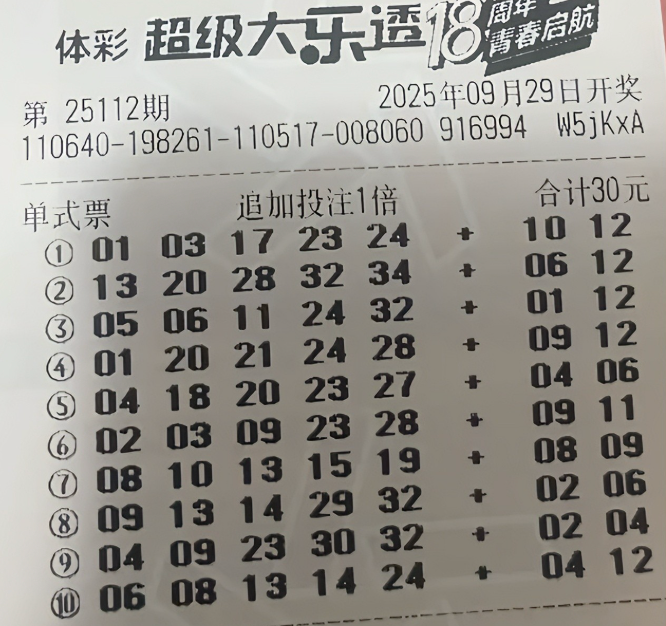 体彩 超级大乐透 18周年 青春启航
第 25112期 2025年09月29日开奖
110640-198261-110517-008060 916994 W5jKxA
单式票 追加投注1倍 合计30元
① 01 03 17 23 24 + 10 12
② 13 20 28 32 34 + 06 12
③ 05 06 11 24 32 + 01 12
④ 01 20 21 24 28 + 09 12
⑤ 04 18 20 23 27 + 04 06
⑥ 02 03 09 23 28 + 09 11
⑦ 08 10 13 15 19 + 08 09
⑧ 09 13 14 29 32 + 02 06
⑨ 04 09 23 30 32 + 02 04
⑩ 06 08 13 14 24 + 04 12